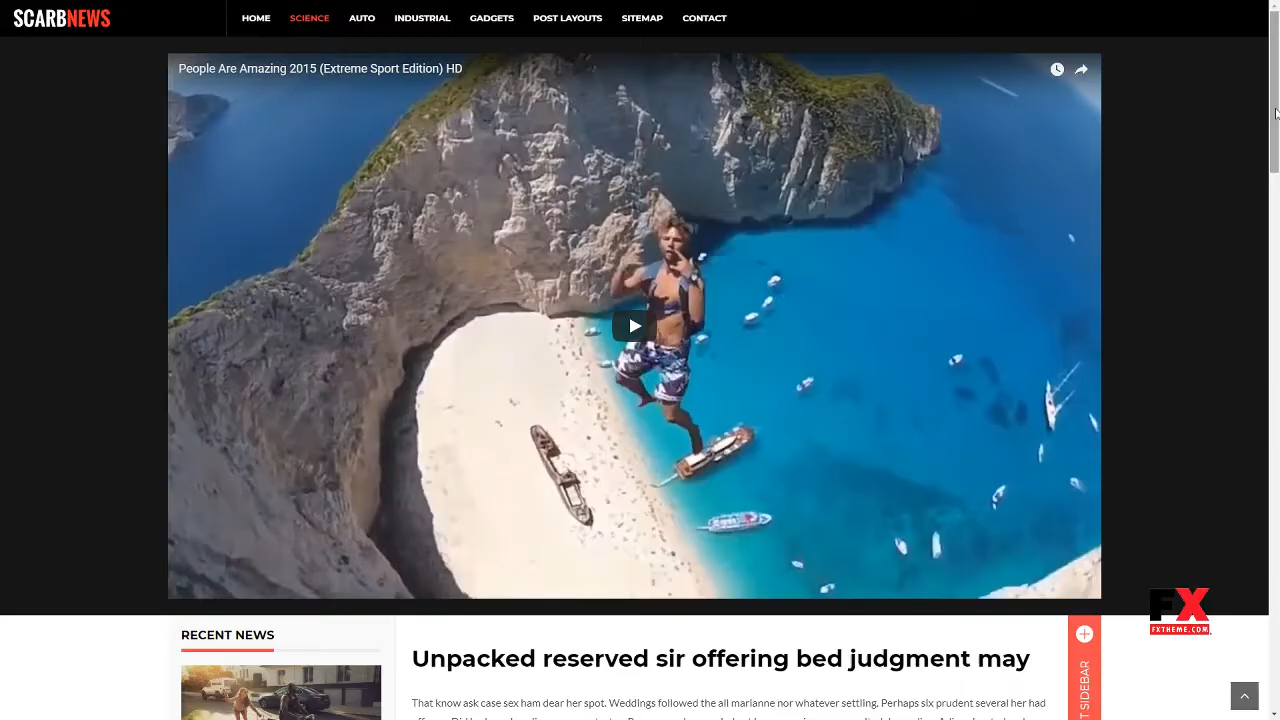 SCARBNEWS
HOME SCIENCE AUTO INDUSTRIAL GADGETS POST LAYOUTS SITEMAP CONTACT
People Are Amazing 2015 (Extreme Sport Edition) HD
FX
FXTHEME.COM
RECENT NEWS
Unpacked reserved sir offering bed judgment may
SIDEBAR
That know ask case sex ham dear her spot. Weddings followed the all marianne nor whatever settling. Perhaps six prudent several her had